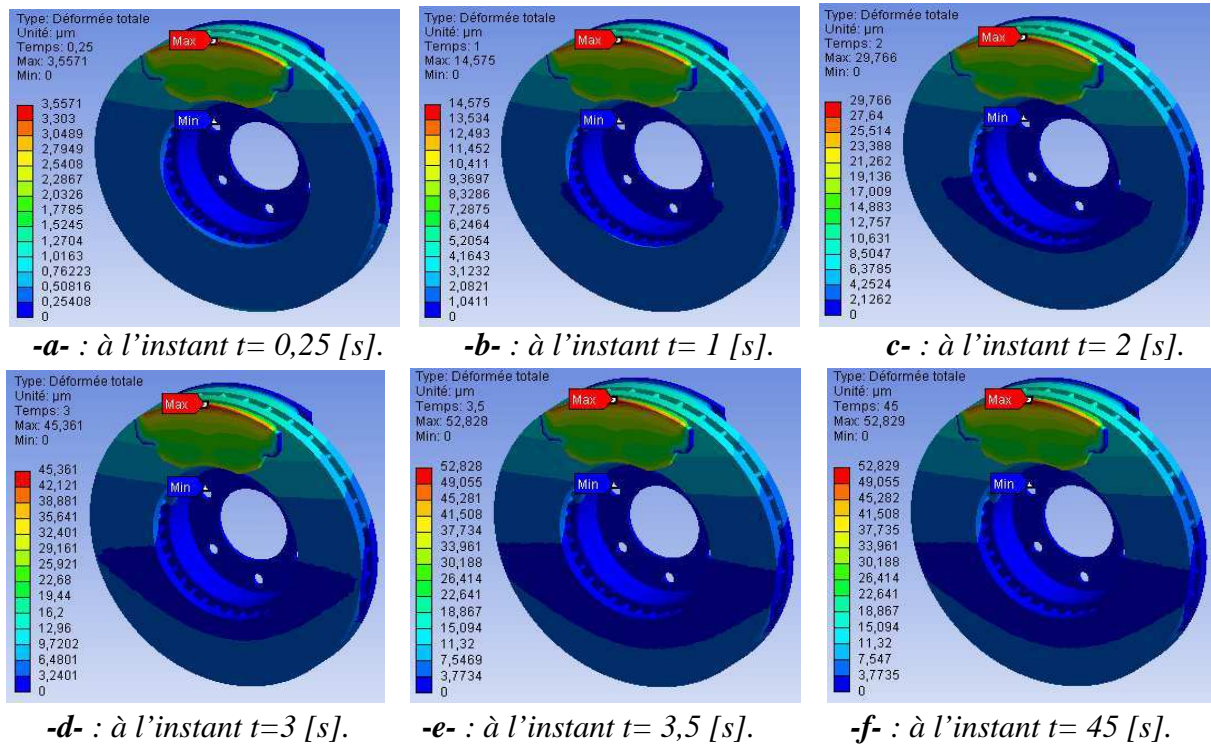 Type: Déformée totale
Unité: µm
Temps: 0,25
Max: 3,5571
Min: 0
Max
Min
3,5571
3,303
3,0489
2,7949
2,5408
2,2867
2,0326
1,7785
1,5245
1,2704
1,0163
0,76223
0,50816
0,25408
0
-a- : à l'instant t= 0,25 [s].
Type: Déformée totale
Unité: µm
Temps: 1
Max: 14,575
Min: 0
Max
Min
14,575
13,534
12,493
11,452
10,411
9,3697
8,3286
7,2875
6,2464
5,2054
4,1643
3,1232
2,0821
1,0411
0
-b- : à l'instant t= 1 [s].
Type: Déformée totale
Unité: µm
Temps: 2
Max: 29,766
Min: 0
Max
Min
29,766
27,64
25,514
23,388
21,262
19,136
17,009
14,883
12,757
10,631
8,5047
6,3785
4,2524
2,1262
0
c- : à l'instant t= 2 [s].
Type: Déformée totale
Unité: µm
Temps: 3
Max: 45,361
Min: 0
Max
Min
45,361
42,121
38,881
35,641
32,401
29,161
25,921
22,68
19,44
16,2
12,96
9,7202
6,4801
3,2401
0
-d- : à l'instant t=3 [s].
Type: Déformée totale
Unité: µm
Temps: 3,5
Max: 52,828
Min: 0
Max
Min
52,828
49,055
45,281
41,508
37,734
33,961
30,188
26,414
22,641
18,867
15,094
11,32
7,5469
3,7734
0
-e- : à l'instant t= 3,5 [s].
Type: Déformée totale
Unité: µm
Temps: 45
Max: 52,829
Min: 0
Max
Min
52,829
49,055
45,282
41,508
37,735
33,961
30,188
26,414
22,641
18,867
15,094
11,32
7,547
3,7735
0
-f- : à l'instant t= 45 [s].